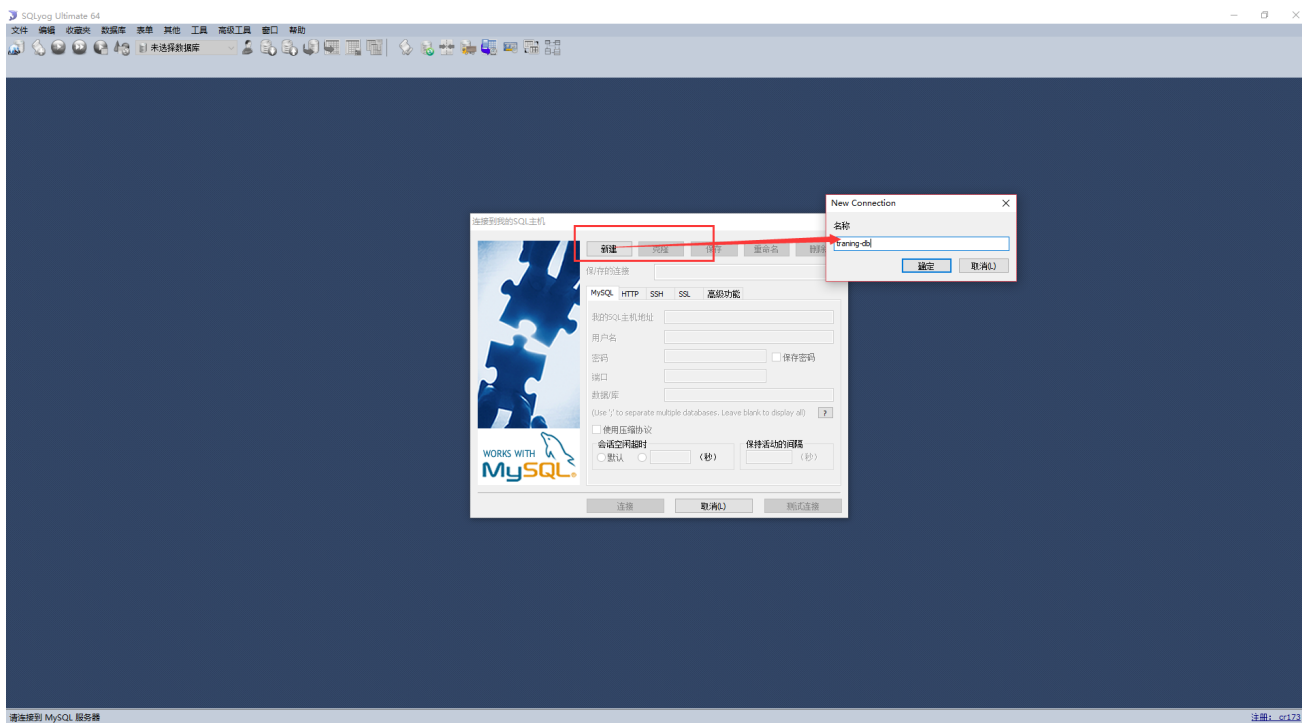 SQLyog Ultimate 64
文件 编辑 收藏夹 数据库 表单 其他 工具 高级工具 窗口 帮助
未选择数据库
New Connection
名称
traning-db
确定 取消(L)
连接到我的SQL主机
新建 克隆 保存 重命名 删除
保/存的连接
MySQL HTTP SSH SSL 高级功能
我的SQL主机地址
用户名
密码 保存密码
端口
数据/库
(Use ';' to separate multiple databases. Leave blank to display all) ?
使用压缩协议
会话空闲超时 保持活动的间隔
默认 (秒) (秒)
WORKS WITH
MySQL®
连接 取消(L) 测试连接
请连接到 MySQL 服务器 注册: cr173